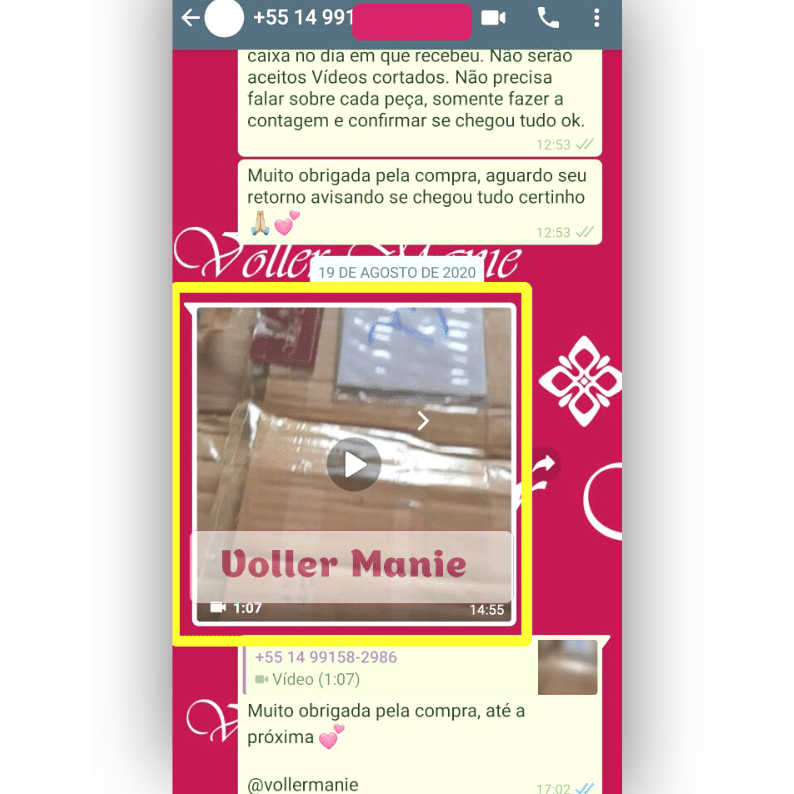 +55 14 991
caixa no dia em que recebeu. Não serão
aceitos Vídeos cortados. Não precisa
falar sobre cada peça, somente fazer a
contagem e confirmar se chegou tudo ok.
12:53
Muito obrigada pela compra, aguardo seu
retorno avisando se chegou tudo certinho
🙏💕
12:53
Voller Manie
19 DE AGOSTO DE 2020
Voller Manie
1:07
14:55
+55 14 99158-2986
Vídeo (1:07)
Muito obrigada pela compra, até a
próxima 💕
@vollermanie
17:02